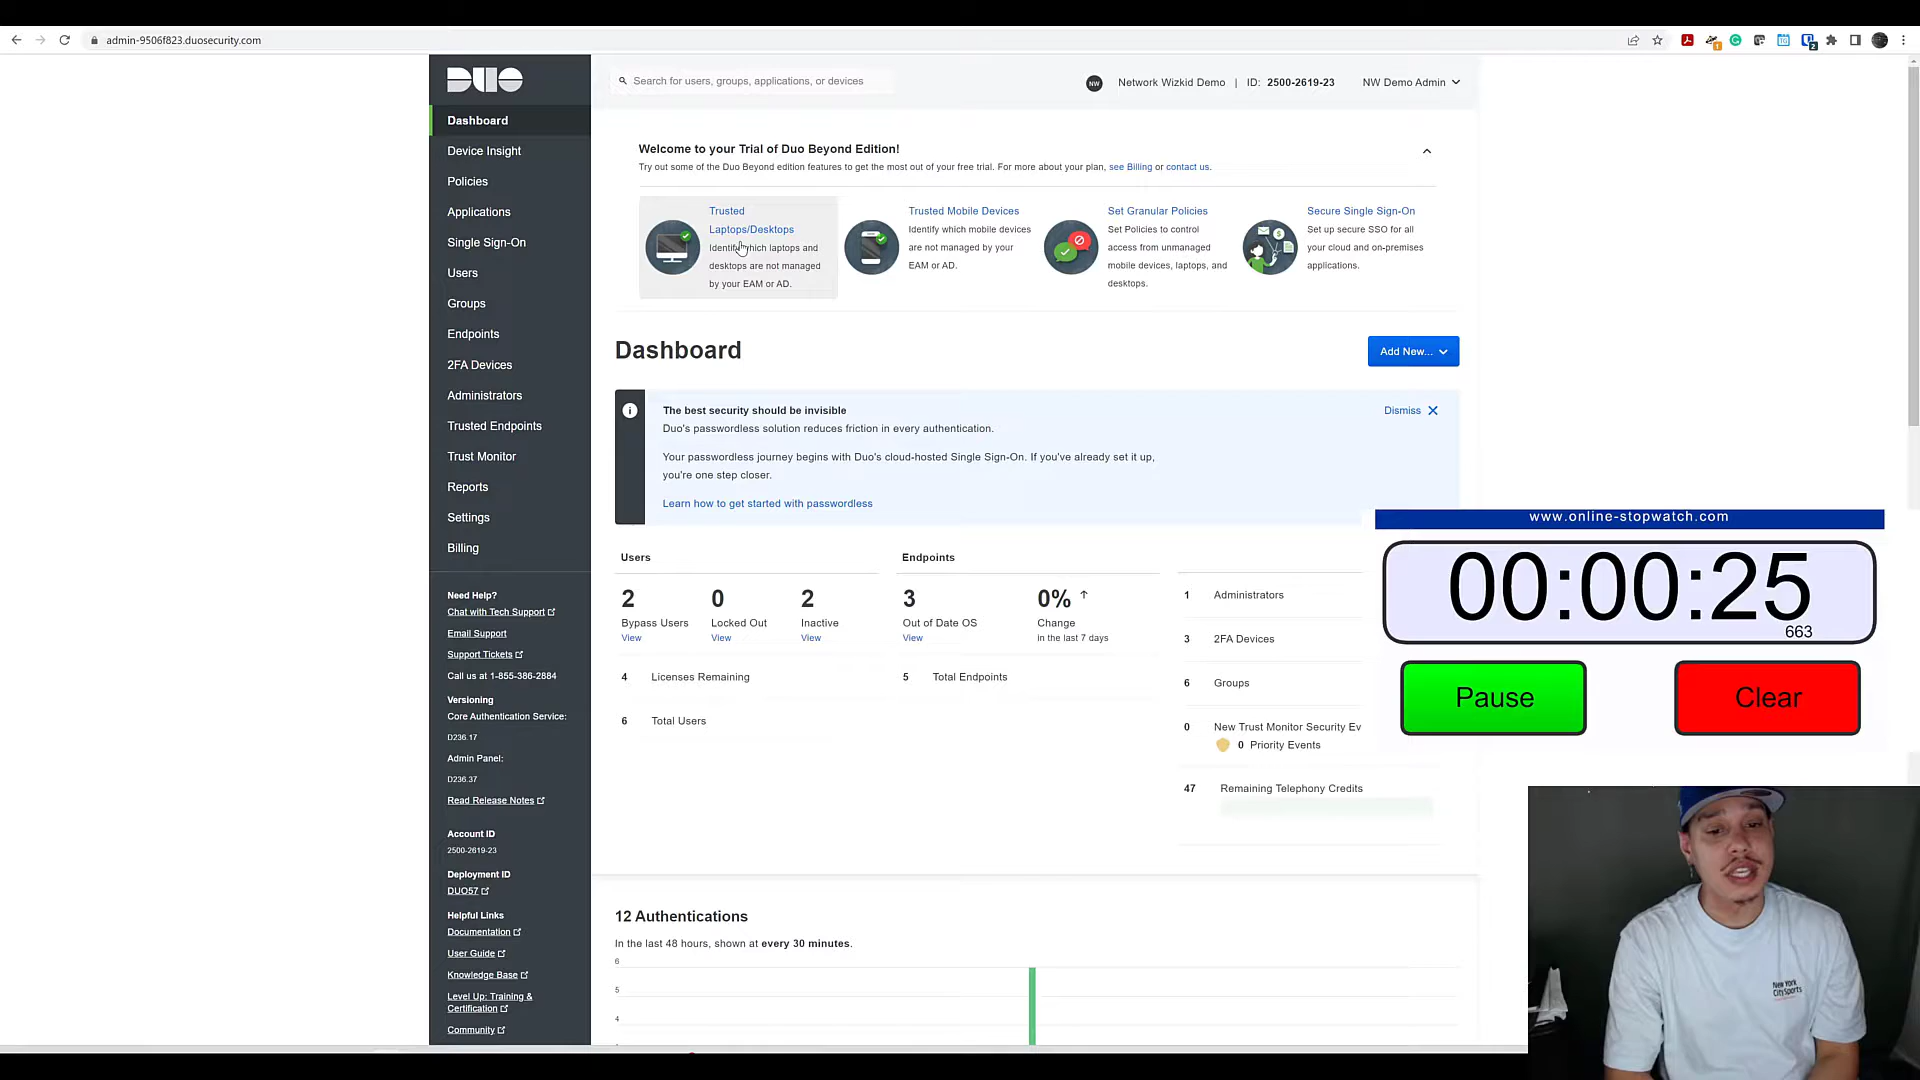 admin-9506f823.duosecurity.com
DUO
Search for users, groups, applications, or devices
NW
Network Wizkid Demo | ID: 2500-2619-23
NW Demo Admin
Dashboard
Device Insight
Policies
Applications
Single Sign-On
Users
Groups
Endpoints
2FA Devices
Administrators
Trusted Endpoints
Trust Monitor
Reports
Settings
Billing
Need Help?
Chat with Tech Support
Email Support
Support Tickets
Call us at 1-855-386-2884
Versioning
Core Authentication Service:
D236.17
Admin Panel:
D236.37
Read Release Notes
Account ID
2500-2619-23
Deployment ID
DUO57
Helpful Links
Documentation
User Guide
Knowledge Base
Level Up: Training &
Certification
Community
Welcome to your Trial of Duo Beyond Edition!
Try out some of the Duo Beyond edition features to get the most out of your free trial. For more about your plan, see Billing or contact us.
Trusted
Laptops/Desktops
Identify which laptops and
desktops are not managed
by your EAM or AD.
Trusted Mobile Devices
Identify which mobile devices
are not managed by your
EAM or AD.
Set Granular Policies
Set Policies to control
access from unmanaged
mobile devices, laptops, and
desktops.
Secure Single Sign-On
Set up secure SSO for all
your cloud and on-premises
applications.
Dashboard
Add New...
The best security should be invisible
Dismiss
Duo's passwordless solution reduces friction in every authentication.
Your passwordless journey begins with Duo's cloud-hosted Single Sign-On. If you've already set it up,
you're one step closer.
Learn how to get started with passwordless
Users
2
Bypass Users
View
0
Locked Out
View
2
Inactive
View
4 Licenses Remaining
6 Total Users
Endpoints
3
Out of Date OS
View
0%
Change
in the last 7 days
5 Total Endpoints
1 Administrators
3 2FA Devices
6 Groups
0 New Trust Monitor Security Ev
0 Priority Events
47 Remaining Telephony Credits
12 Authentications
In the last 48 hours, shown at every 30 minutes.
6
5
4
www.online-stopwatch.com
00:00:25
663
Pause
Clear
New York
City Sports